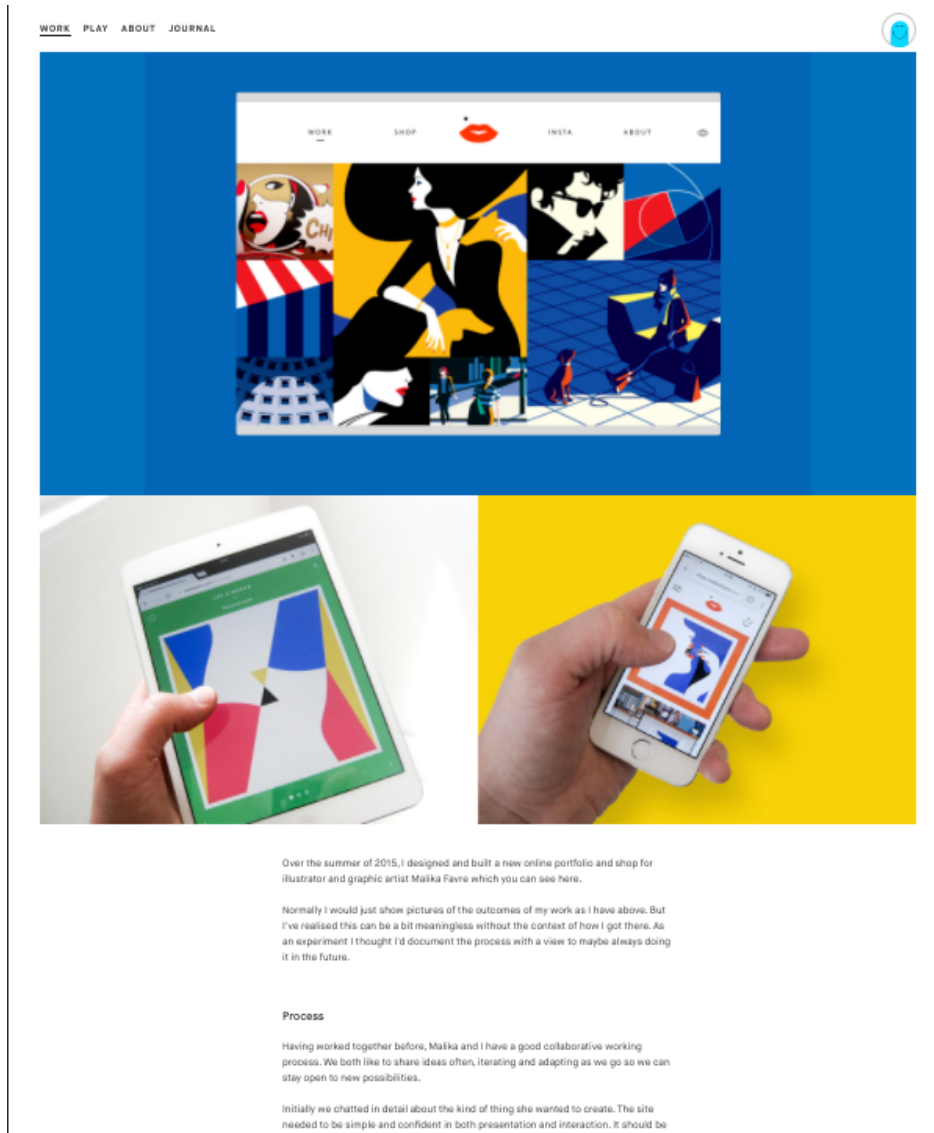 WORK PLAY ABOUT JOURNAL
WORK SHOP INSTA ABOUT
CHI
Over the summer of 2015, I designed and built a new online portfolio and shop for
illustrator and graphic artist Malika Favre which you can see here.
Normally I would just show pictures of the outcomes of my work as I have above. But
I've realised this can be a bit meaningless without the context of how I got there. As
an experiment I thought I'd document the process with a view to maybe always doing
it in the future.
Process
Having worked together before, Malika and I have a good collaborative working
process. We both like to share ideas often, iterating and adapting as we go so we can
stay open to new possibilities.
Initially we chatted in detail about the kind of thing she wanted to create. The site
needed to be simple and confident in both presentation and interaction. It should be